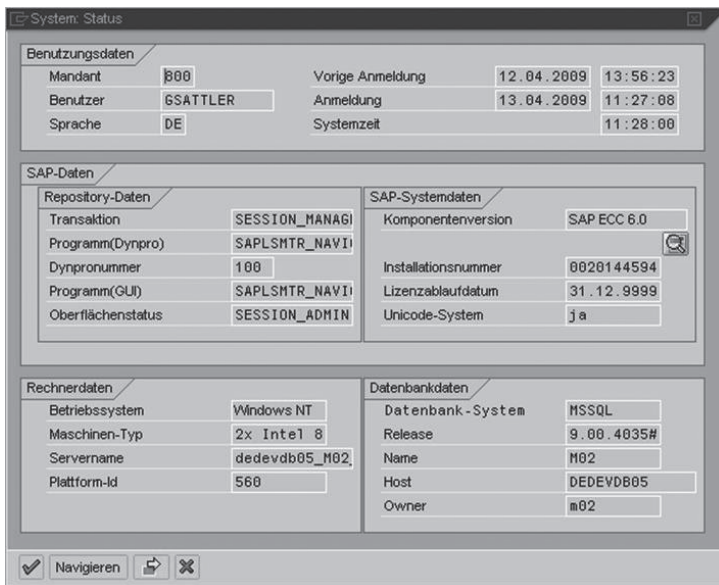 System: Status
Benutzungsdaten
Mandant 800 Vorige Anmeldung 12.04.2009 13:56:23
Benutzer GSATTLER Anmeldung 13.04.2009 11:27:08
Sprache DE Systemzeit 11:28:00
SAP-Daten
Repository-Daten
Transaktion SESSION_MANAG
Programm(Dynpro) SAPLSMTR_NAVI
Dynpronummer 100
Programm(GUI) SAPLSMTR_NAVI
Oberflächenstatus SESSION_ADMIN
SAP-Systemdaten
Komponentenversion SAP ECC 6.0
Installationsnummer 0020144594
Lizenzablaufdatum 31.12.9999
Unicode-System ja
Rechnerdaten
Betriebssystem Windows NT
Maschinen-Typ 2x Intel 8
Servername dedevdb05_M02_
Plattform-Id 560
Datenbankdaten
Datenbank-System MSSQL
Release 9.00.4035#
Name M02
Host DEDEVDB05
Owner m02
Navigieren